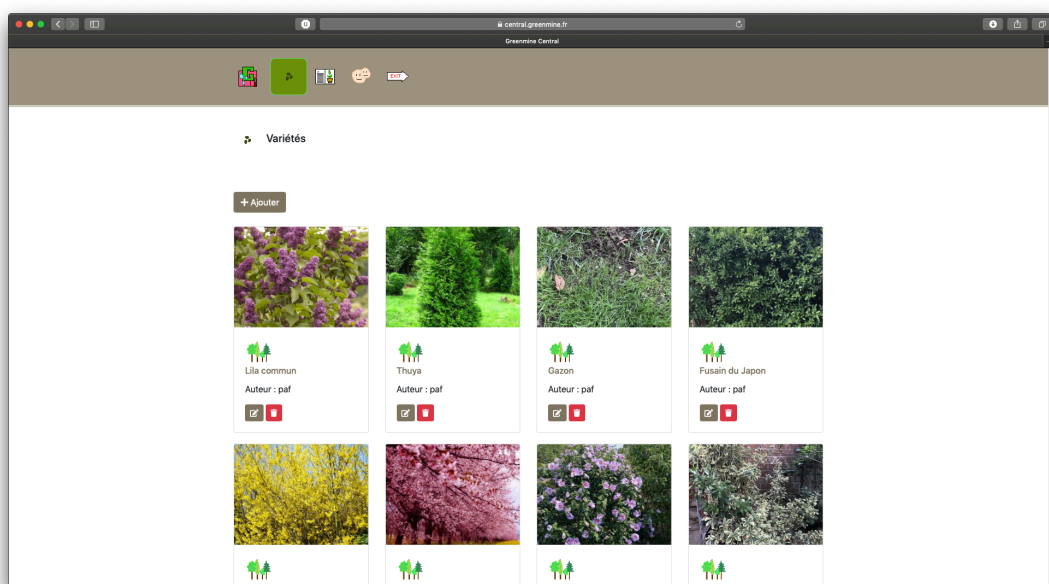 central.greenmine.fr
Greenmine Central
EXIT
Variétés
Ajouter
Lila commun
Auteur : paf
Thuya
Auteur : paf
Gazon
Auteur : paf
Fusain du Japon
Auteur : paf